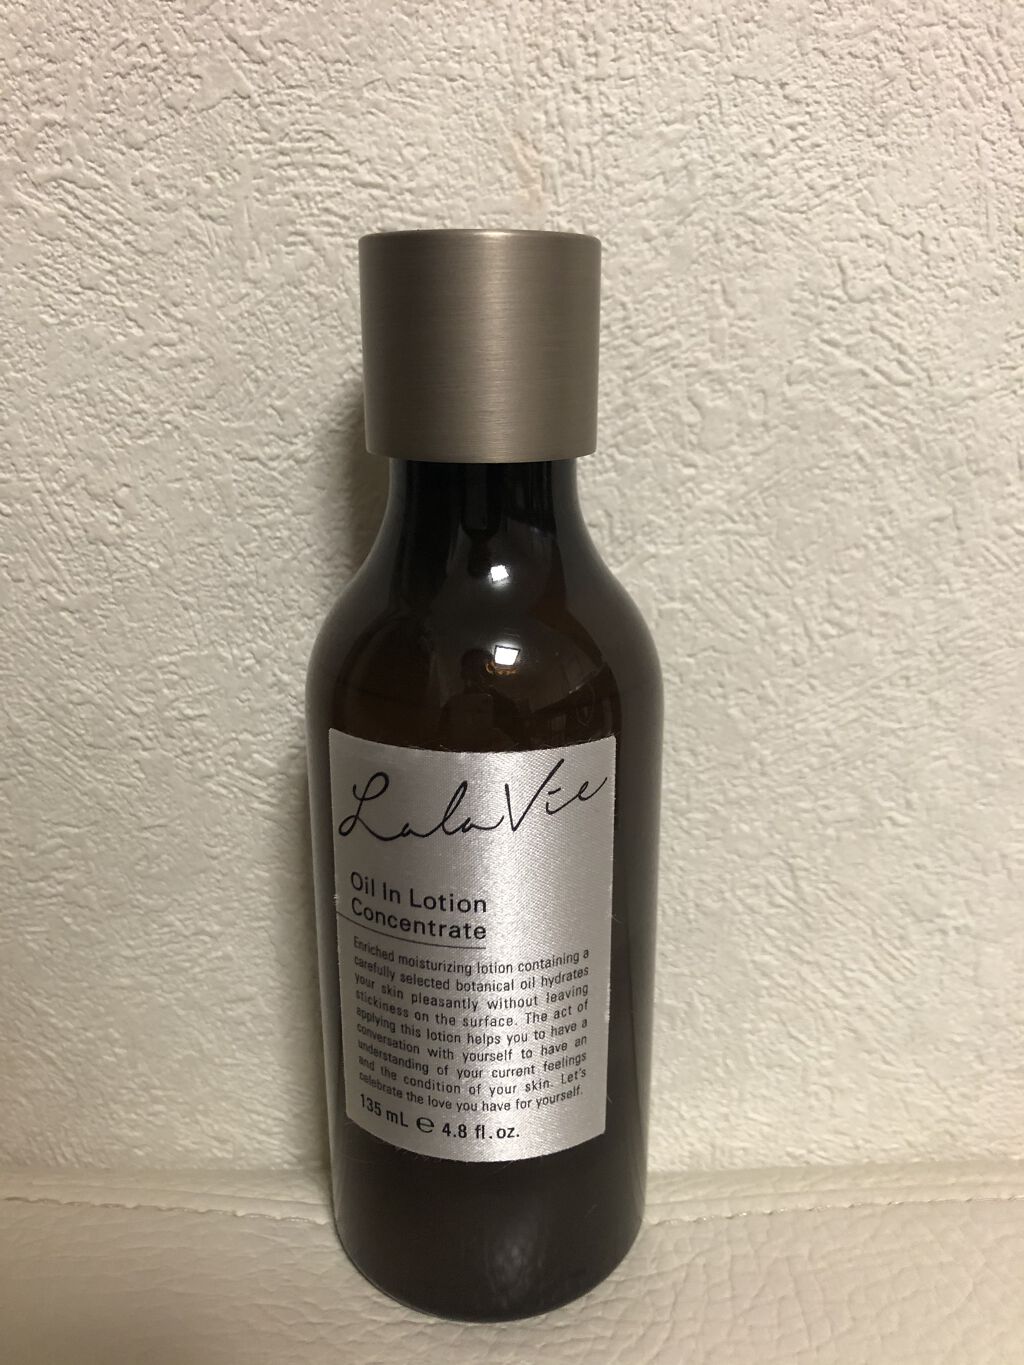 Lala Vie
Oil In Lotion
Concentrate
Enriched moisturizing lotion containing a
carefully selected botanical oil hydrates
your skin pleasantly without leaving
stickiness on the surface. The act of
applying this lotion helps you to have a
conversation with yourself to have an
understanding of your current feelings
and the condition of your skin. Let's
celebrate the love you have for yourself.
135 mL ℮ 4.8 fl.oz.